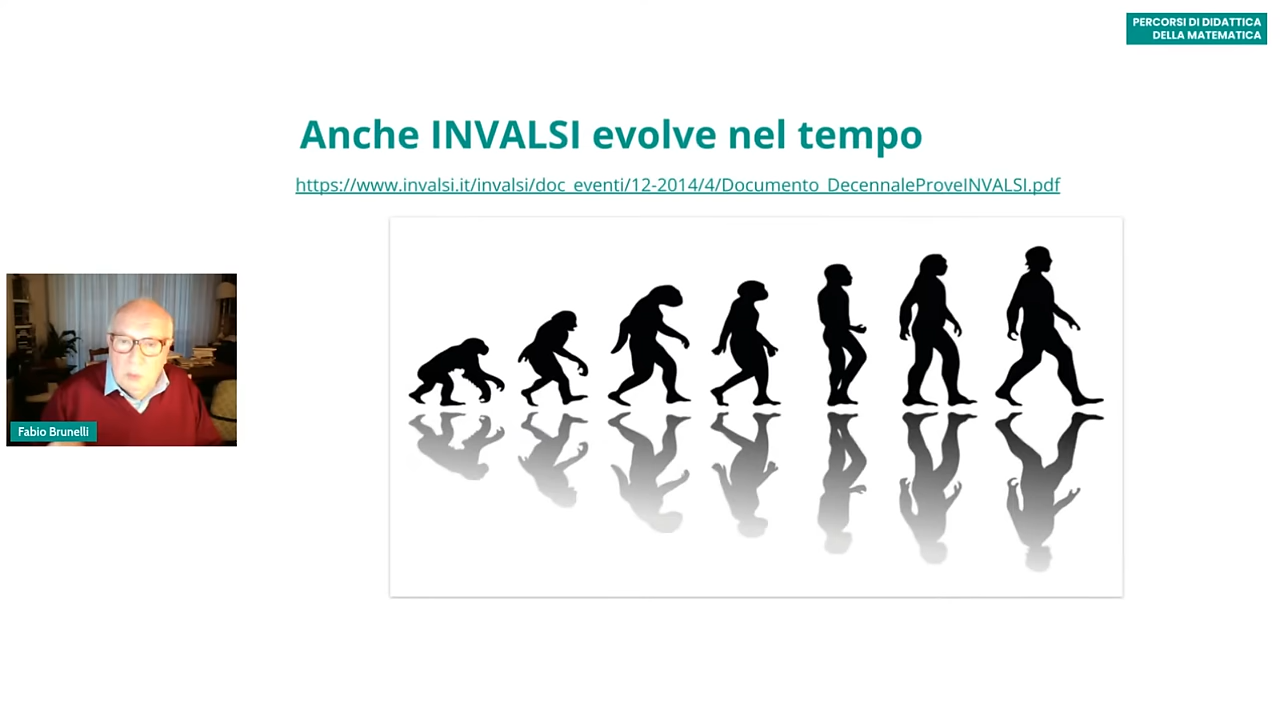 PERCORSI DI DIDATTICA
DELLA MATEMATICA
Anche INVALSI evolve nel tempo
https://www.invalsi.it/invalsi/doc_eventi/12-2014/4/Documento_DecennaleProveINVALSI.pdf
Fabio Brunelli